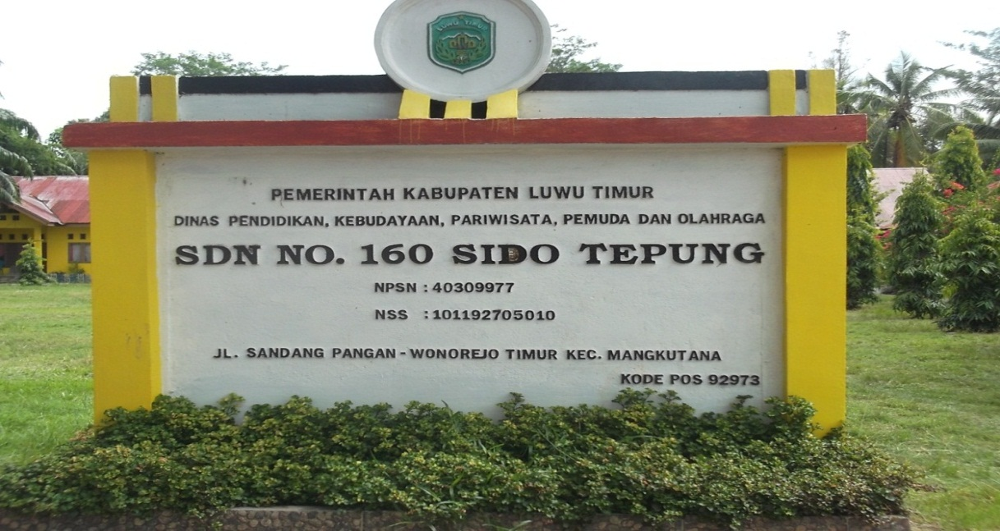 LUWU TIMUR
PEMERINTAH KABUPATEN LUWU TIMUR
DINAS PENDIDIKAN, KEBUDAYAAN, PARIWISATA, PEMUDA DAN OLAHRAGA
SDN NO. 160 SIDO TEPUNG
NPSN : 40309977
NSS : 101192705010
JL. SANDANG PANGAN - WONOREJO TIMUR KEC. MANGKUTANA
KODE POS 92973